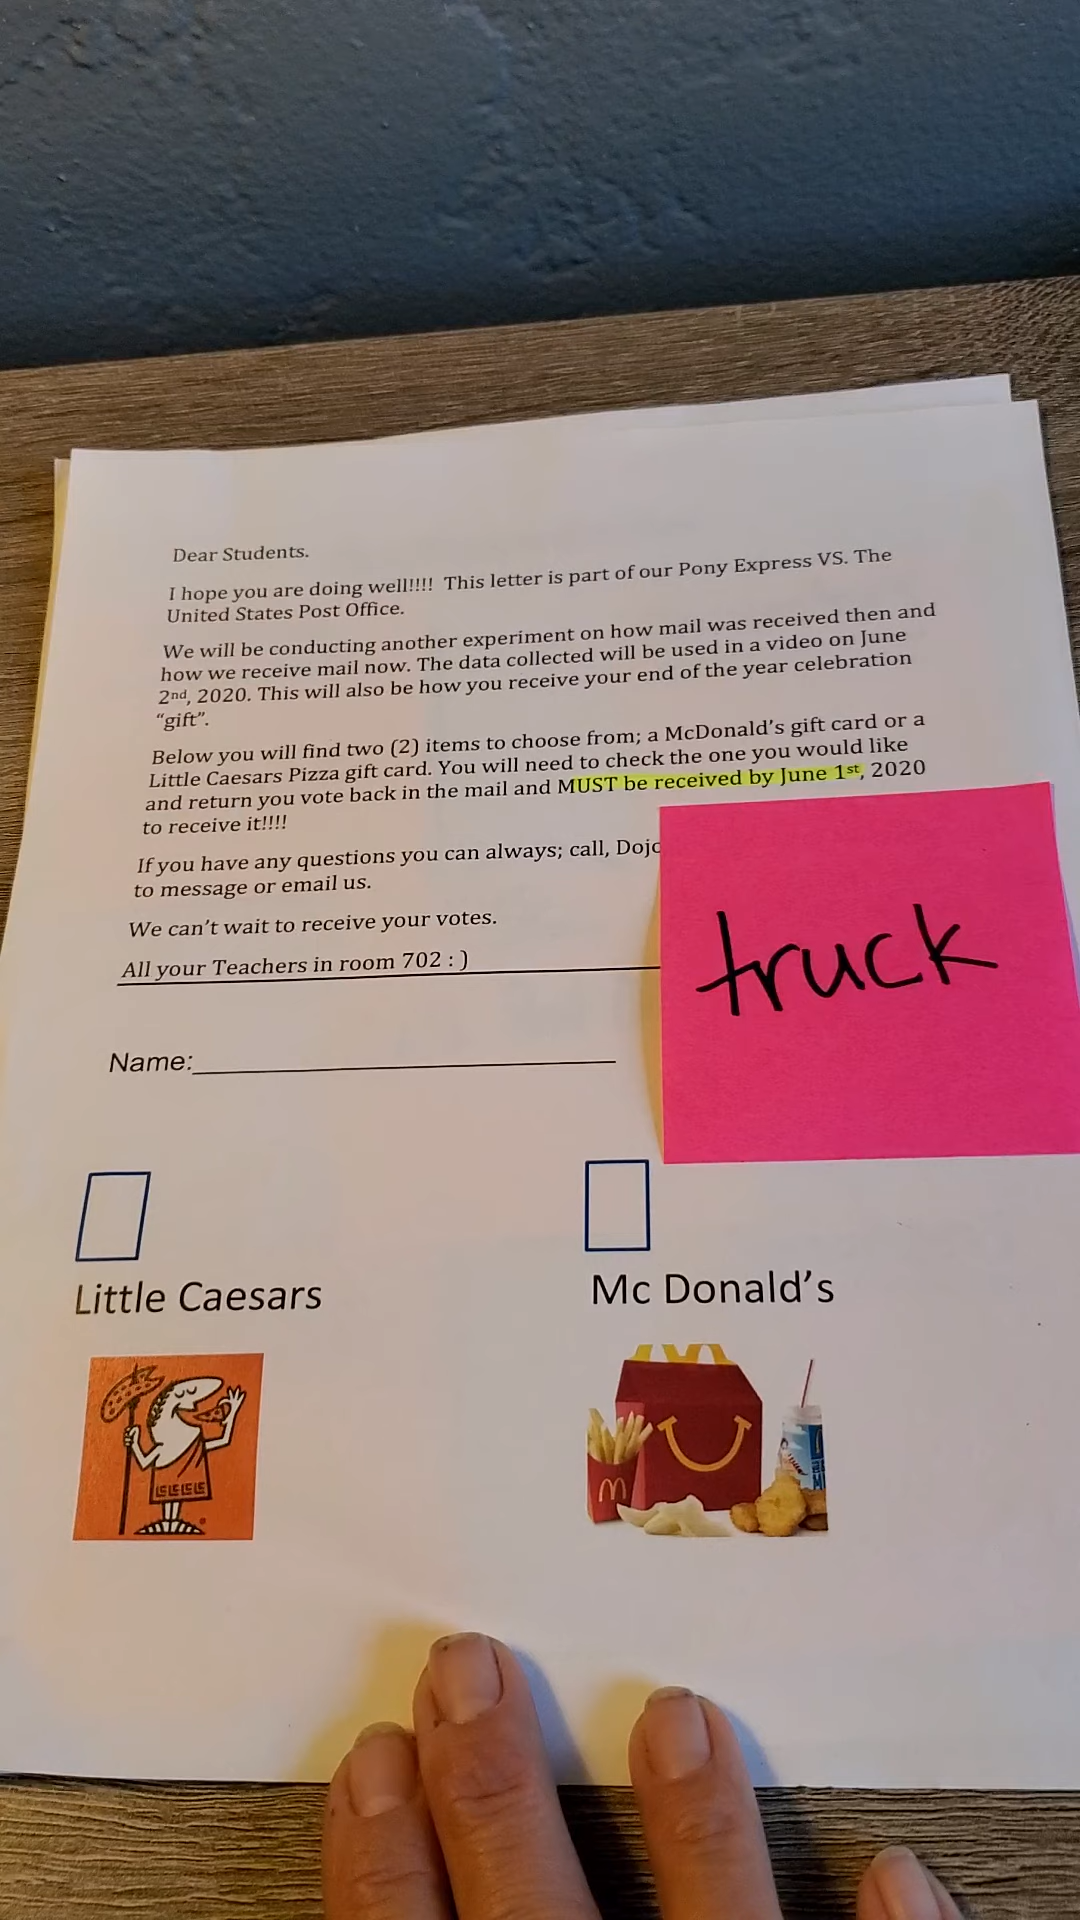 Dear Students.
I hope you are doing well!!!! This letter is part of our Pony Express VS. The
United States Post Office.
We will be conducting another experiment on how mail was received then and
how we receive mail now. The data collected will be used in a video on June
2nd, 2020. This will also be how you receive your end of the year celebration
“gift”.
Below you will find two (2) items to choose from; a McDonald’s gift card or a
Little Caesars Pizza gift card. You will need to check the one you would like
and return you vote back in the mail and MUST be received by June 1st, 2020
to receive it!!!!
If you have any questions you can always; call, Dojo
to message or email us.
We can’t wait to receive your votes.
All your Teachers in room 702 : )
truck
Name:
Little Caesars
Mc Donald’s